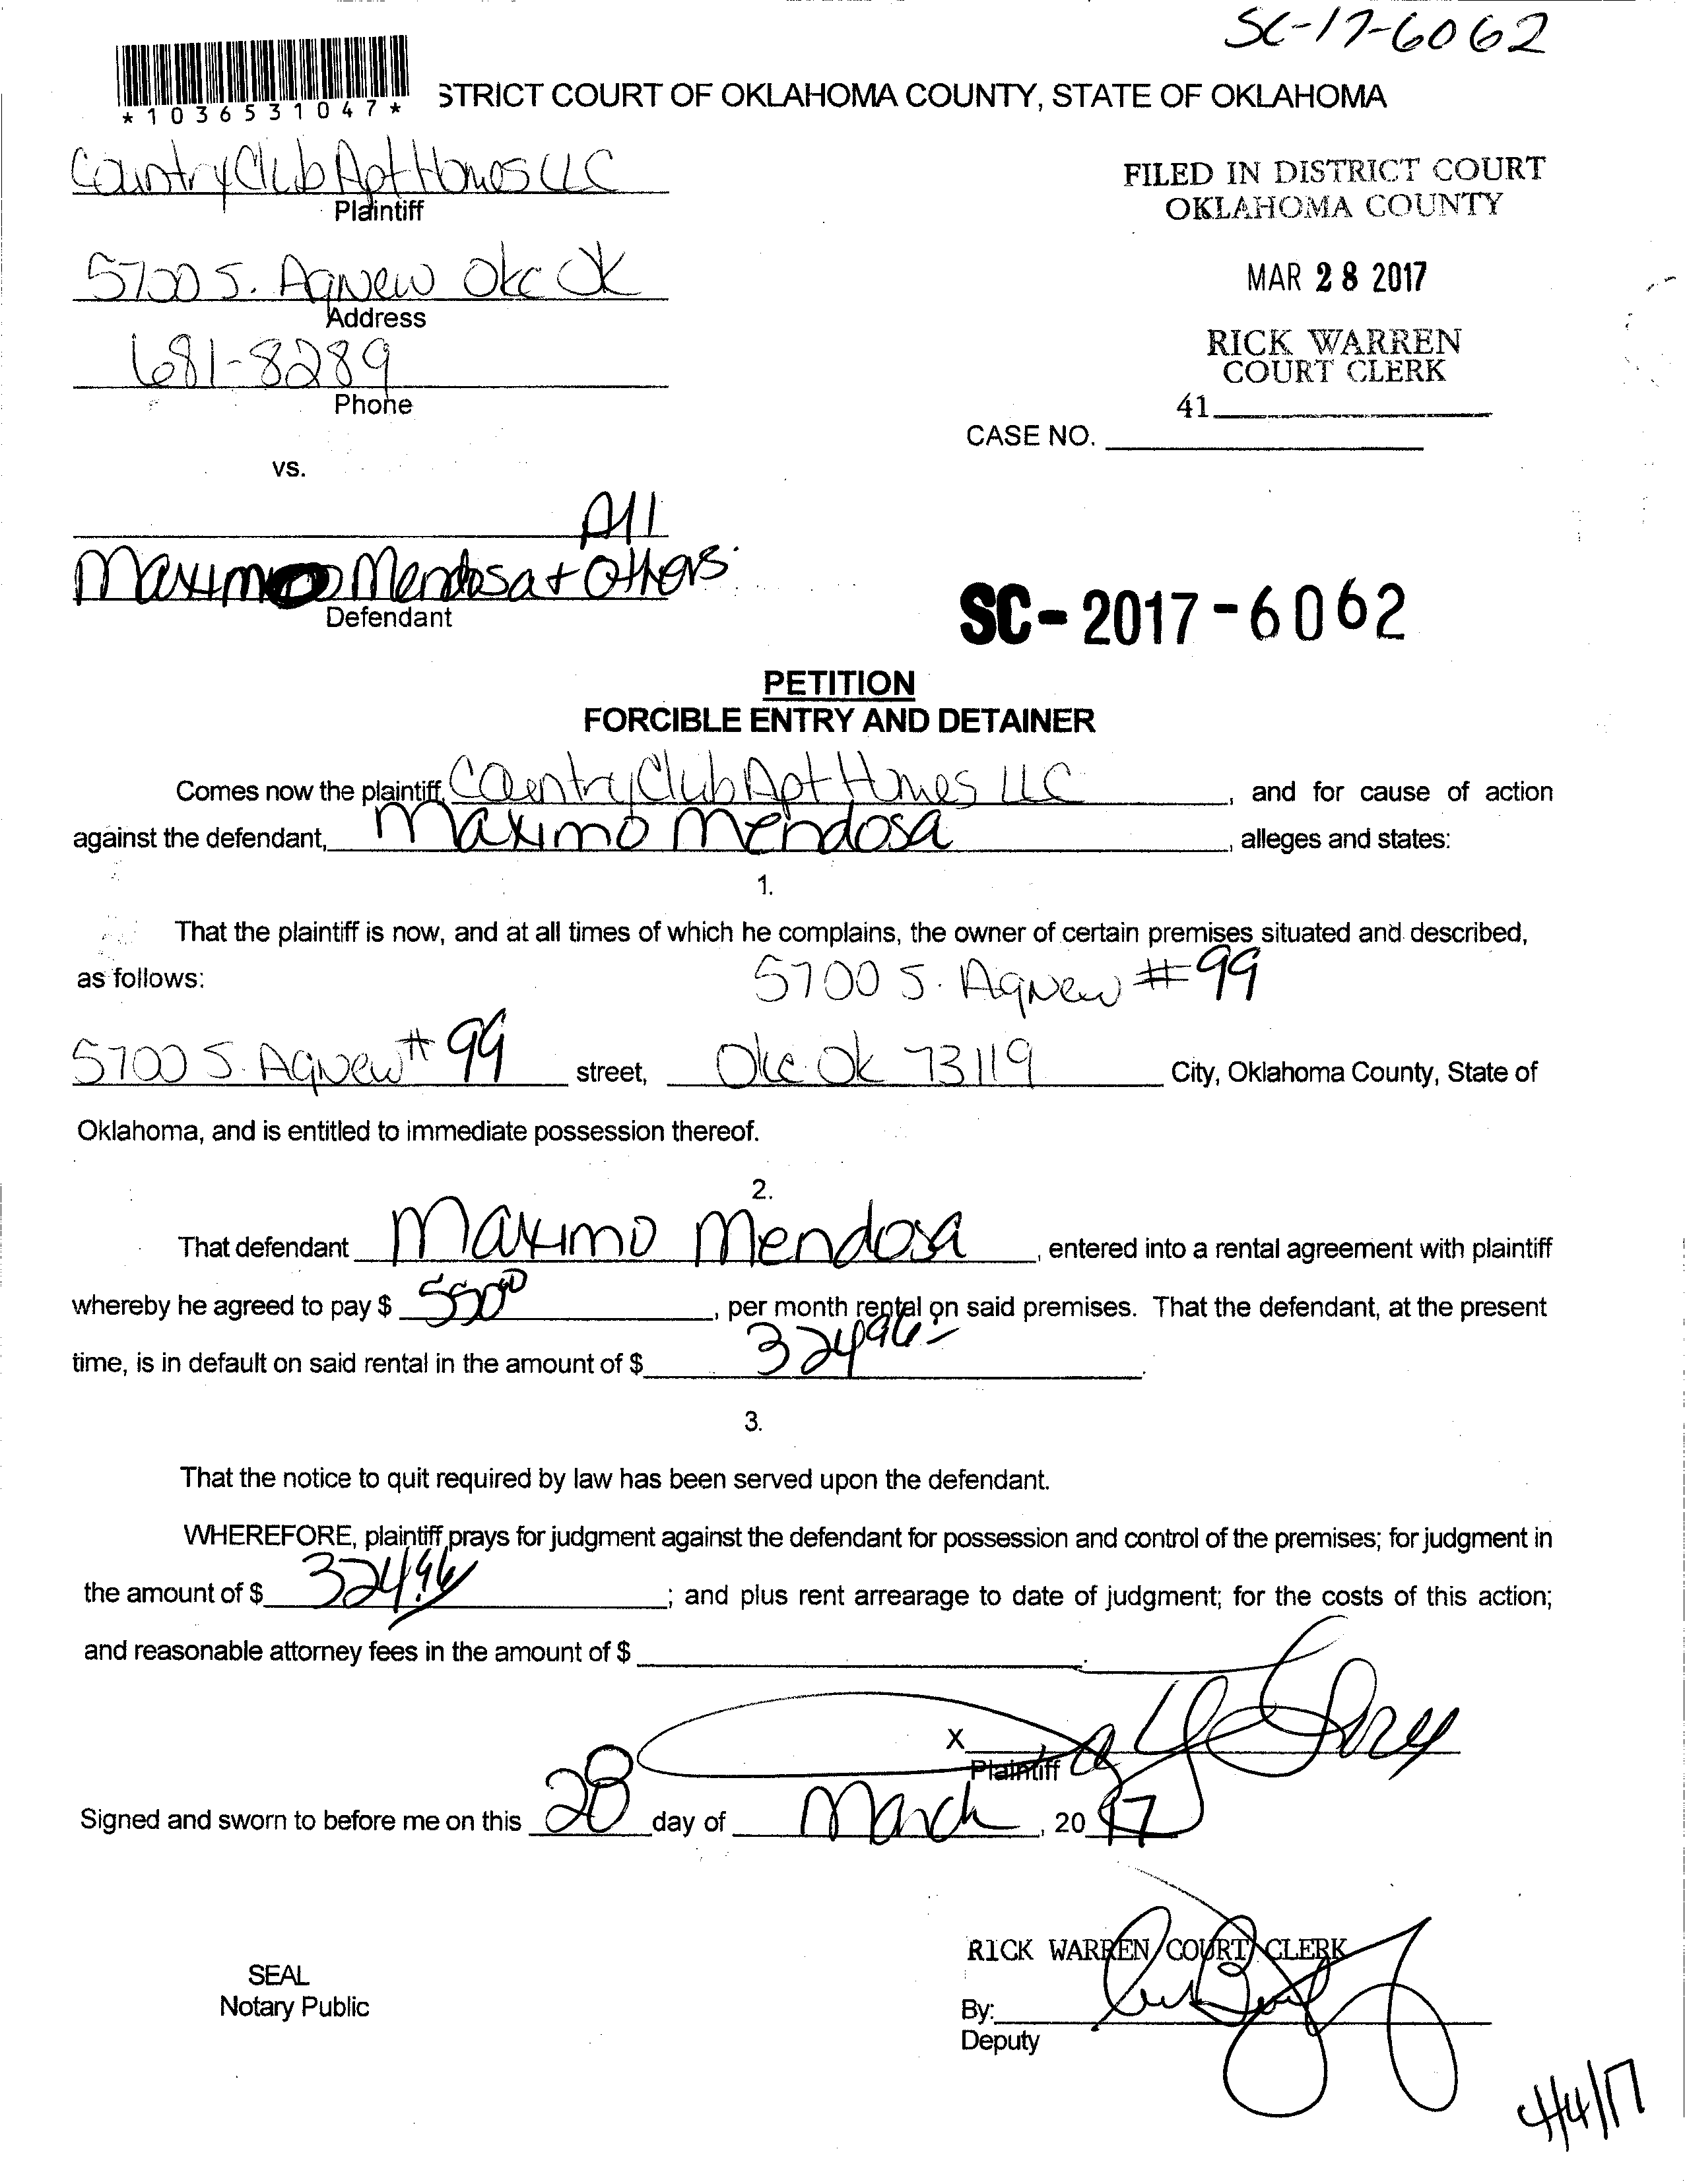 SC-17-6062
*1036531047*
STRICT COURT OF OKLAHOMA COUNTY, STATE OF OKLAHOMA
Country Club Apt Homes LLC
Plaintiff
FILED IN DISTRICT COURT
OKLAHOMA COUNTY
5700 S. Agnew Okc Ok
Address
MAR 28 2017
681-8289
Phone
RICK WARREN
COURT CLERK
41
CASE NO.
vs.
All
Maximo Mendosa + Others
Defendant
SC-2017-6062
PETITION
FORCIBLE ENTRY AND DETAINER
Comes now the plaintiff, Country Club Apt Homes LLC, and for cause of action
against the defendant, Maximo Mendosa, alleges and states:
1.
That the plaintiff is now, and at all times of which he complains, the owner of certain premises situated and described,
as follows: 5700 S. Agnew #99
5700 S. Agnew #99 street, Okc Ok 73119 City, Oklahoma County, State of
Oklahoma, and is entitled to immediate possession thereof.
2.
That defendant Maximo Mendosa, entered into a rental agreement with plaintiff
whereby he agreed to pay $ 550 00, per month rental on said premises. That the defendant, at the present
time, is in default on said rental in the amount of $ 324 96.
3.
That the notice to quit required by law has been served upon the defendant.
WHEREFORE, plaintiff prays for judgment against the defendant for possession and control of the premises; for judgment in
the amount of $ 324 96; and plus rent arrearage to date of judgment; for the costs of this action;
and reasonable attorney fees in the amount of $
X
Plaintiff
Signed and sworn to before me on this 28 day of March, 2017
RICK WARREN COURT CLERK
SEAL
Notary Public
By:
Deputy
4/4/17